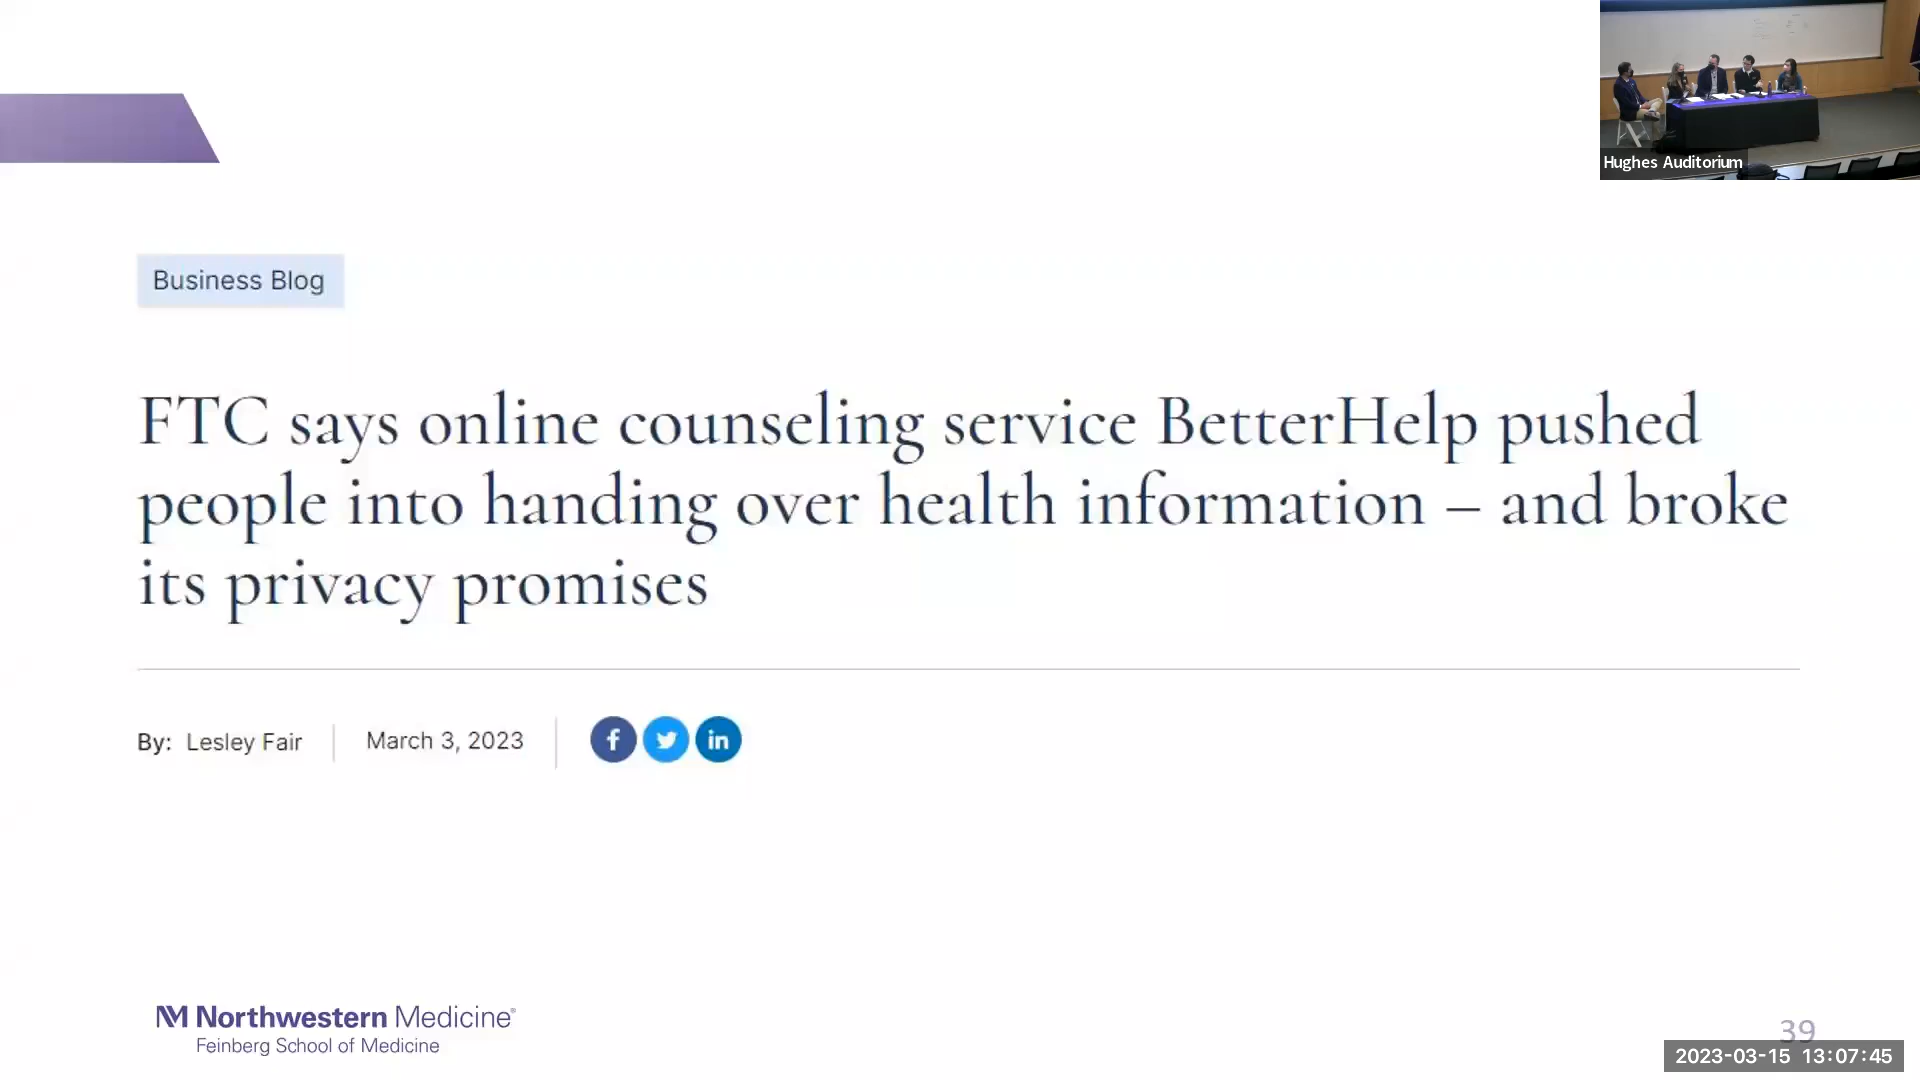 Hughes Auditorium
Business Blog
FTC says online counseling service BetterHelp pushed
people into handing over health information – and broke
its privacy promises
By: Lesley Fair
March 3, 2023
f
in
Northwestern Medicine®
Feinberg School of Medicine
39
2023-03-15 13:07:45